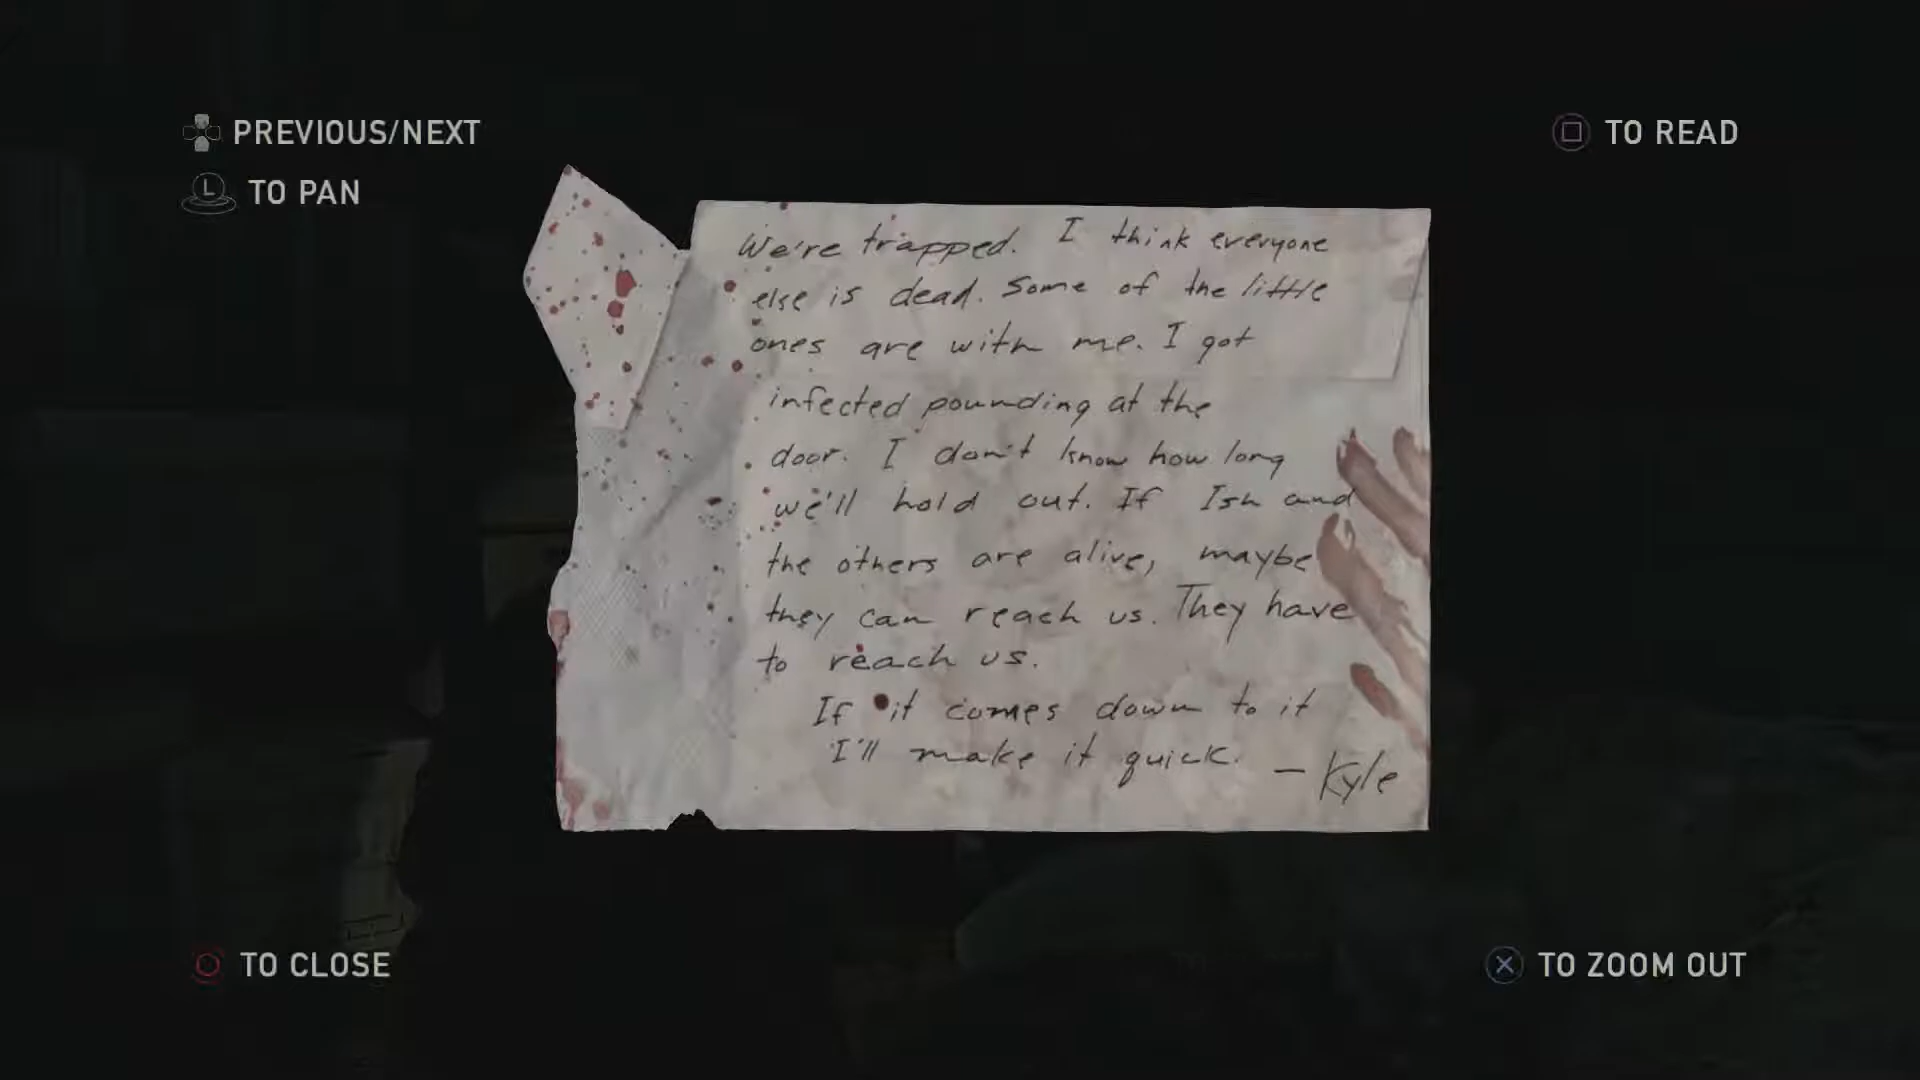 PREVIOUS/NEXT
L TO PAN
TO READ
We're trapped. I think everyone
else is dead. Some of the little
ones are with me. I got
infected pounding at the
door. I don't know how long
we'll hold out. If Ish and
the others are alive, maybe
they can reach us. They have
to reach us.
If it comes down to it
I'll make it quick. – Kyle
TO CLOSE
TO ZOOM OUT